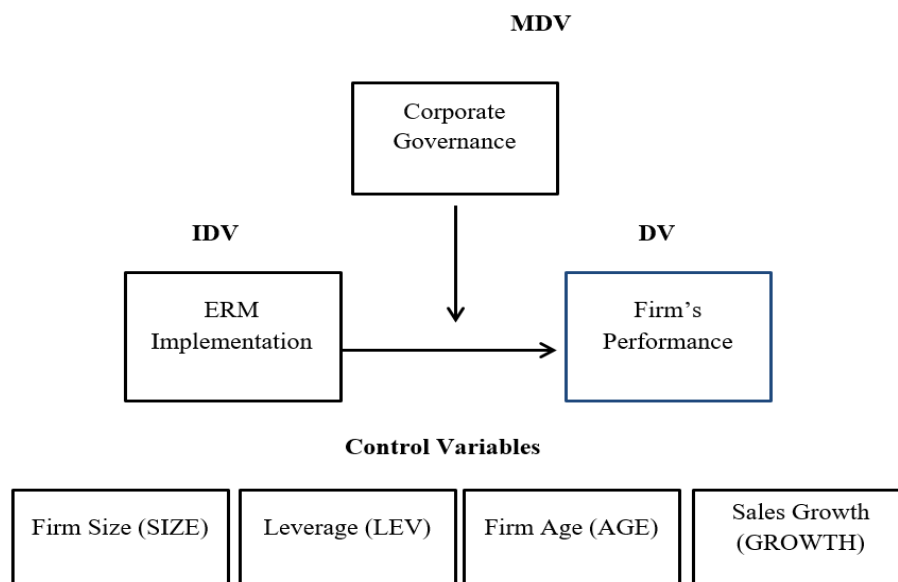 MDV
Corporate
Governance
IDV
DV
ERM
Implementation
Firm’s
Performance
Control Variables
Firm Size (SIZE)
Leverage (LEV)
Firm Age (AGE)
Sales Growth
(GROWTH)